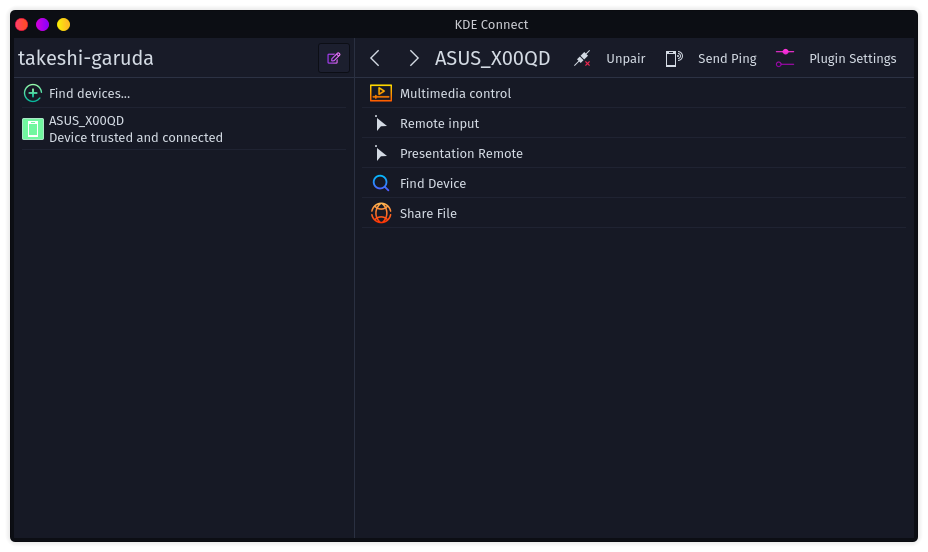 KDE Connect
takeshi-garuda
Find devices...
ASUS_X00QD
Device trusted and connected
ASUS_X00QD
Unpair
Send Ping
Plugin Settings
Multimedia control
Remote input
Presentation Remote
Find Device
Share File